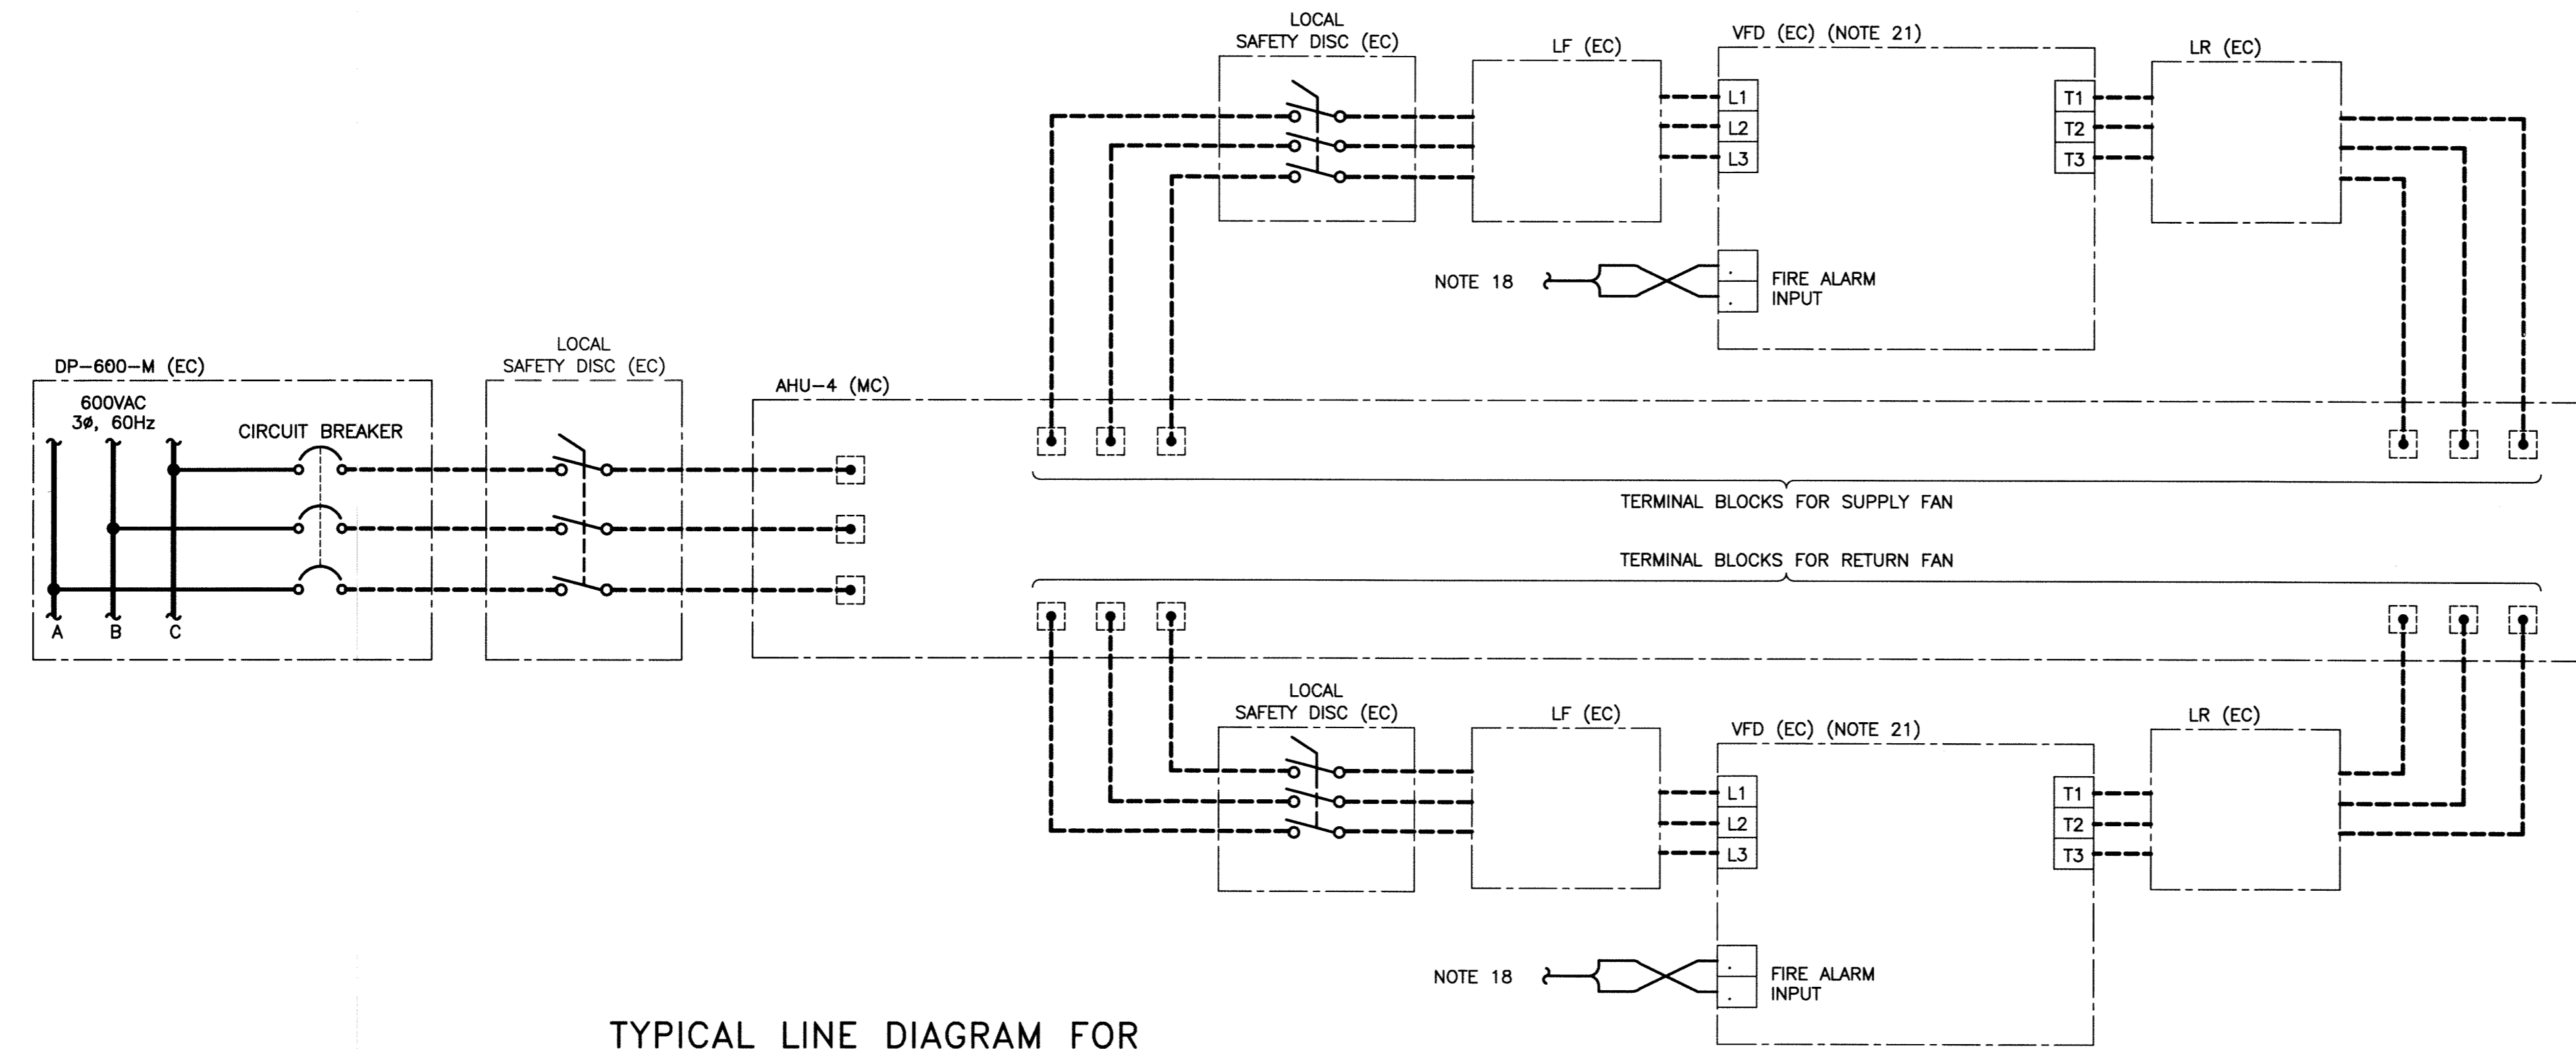 LOCAL
SAFETY DISC (EC)
LF (EC)
VFD (EC) (NOTE 21)
LR (EC)
L1
L2
L3
T1
T2
T3
NOTE 18
FIRE ALARM
INPUT
DP-600-M (EC)
600VAC
3ø, 60Hz
CIRCUIT BREAKER
A
B
C
LOCAL
SAFETY DISC (EC)
AHU-4 (MC)
TERMINAL BLOCKS FOR SUPPLY FAN
TERMINAL BLOCKS FOR RETURN FAN
LOCAL
SAFETY DISC (EC)
LF (EC)
VFD (EC) (NOTE 21)
LR (EC)
L1
L2
L3
T1
T2
T3
NOTE 18
FIRE ALARM
INPUT
TYPICAL LINE DIAGRAM FOR